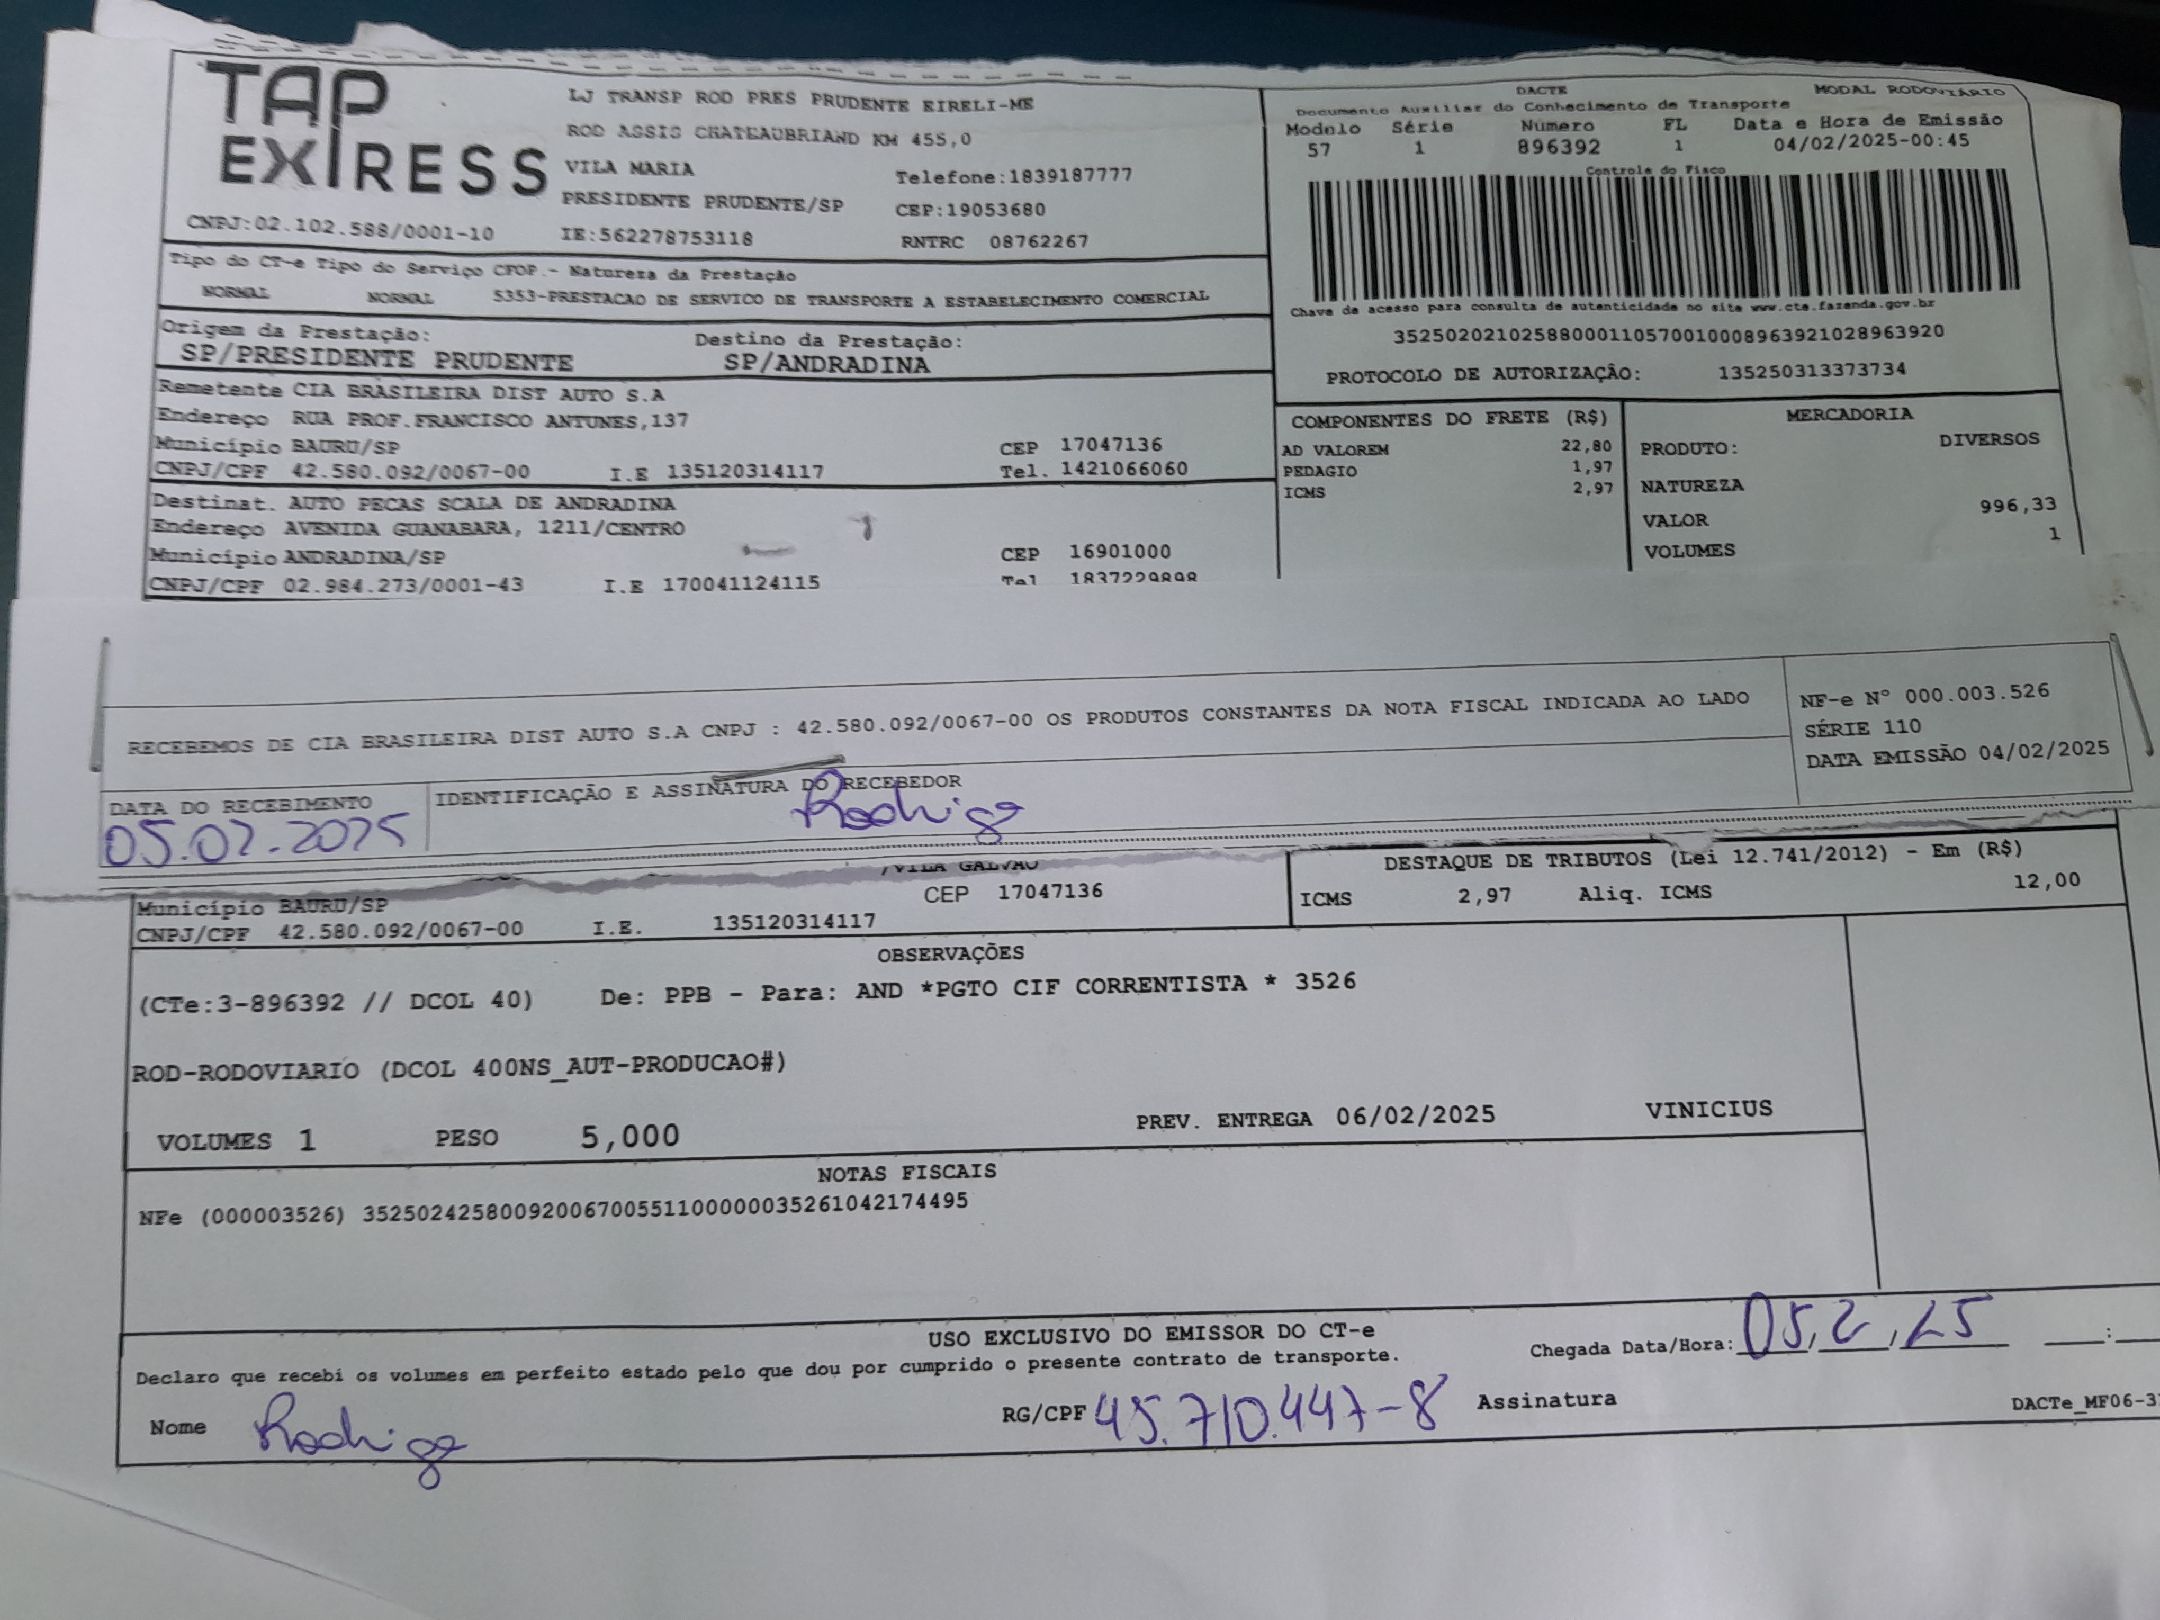 TAP
EXPRESS
LJ TRANSP ROD PRES PRUDENTE EIRELI-ME
ROD ASSIS CHATEAUBRIAND KM 455,0
VILA MARIA Telefone:1839187777
PRESIDENTE PRUDENTE/SP CEP:19053680
CNPJ:02.102.588/0001-10 IE:562278753118 RNTRC 08762267
DACTE MODAL RODOVIÁRIO
Documento Auxiliar do Conhecimento de Transporte
Modelo Série Número FL Data e Hora de Emissão
57 1 896392 1 04/02/2025-00:45
Controle do Fisco
Chave de acesso para consulta de autenticidade no site www.cte.fazenda.gov.br
35250202102588000110570010008963921028963920
PROTOCOLO DE AUTORIZAÇÃO: 135250313373734
Tipo do CT-e Tipo do Serviço CFOP.- Natureza da Prestação
NORMAL NORMAL 5353-PRESTACAO DE SERVICO DE TRANSPORTE A ESTABELECIMENTO COMERCIAL
Origem da Prestação: Destino da Prestação:
SP/PRESIDENTE PRUDENTE SP/ANDRADINA
Remetente CIA BRASILEIRA DIST AUTO S.A
Endereço RUA PROF.FRANCISCO ANTUNES,137
Município BAURU/SP CEP 17047136
CNPJ/CPF 42.580.092/0067-00 I.E 135120314117 Tel. 1421066060
Destinat. AUTO PECAS SCALA DE ANDRADINA
Endereço AVENIDA GUANABARA, 1211/CENTRO
Município ANDRADINA/SP CEP 16901000
CNPJ/CPF 02.984.273/0001-43 I.E 170041124115 Tel 1837229898
COMPONENTES DO FRETE (R$)
AD VALOREM 22,80
PEDAGIO 1,97
ICMS 2,97
MERCADORIA
PRODUTO: DIVERSOS
NATUREZA
VALOR 996,33
VOLUMES 1
RECEBEMOS DE CIA BRASILEIRA DIST AUTO S.A CNPJ : 42.580.092/0067-00 OS PRODUTOS CONSTANTES DA NOTA FISCAL INDICADA AO LADO
NF-e Nº 000.003.526
SÉRIE 110
DATA EMISSÃO 04/02/2025
DATA DO RECEBIMENTO IDENTIFICAÇÃO E ASSINATURA DO RECEBEDOR
05.02.2025 Rodrigo
/VILA GALVAO
CEP 17047136
Município BAURU/SP
CNPJ/CPF 42.580.092/0067-00 I.E. 135120314117
DESTAQUE DE TRIBUTOS (Lei 12.741/2012) - Em (R$)
ICMS 2,97 Aliq. ICMS 12,00
OBSERVAÇÕES
(CTe:3-896392 // DCOL 40) De: PPB - Para: AND *PGTO CIF CORRENTISTA * 3526
ROD-RODOVIARIO (DCOL 400NS_AUT-PRODUCAO#)
VOLUMES 1 PESO 5,000 PREV. ENTREGA 06/02/2025 VINICIUS
NOTAS FISCAIS
NFe (000003526) 35250242580092006700551100000035261042174495
USO EXCLUSIVO DO EMISSOR DO CT-e
Declaro que recebi os volumes em perfeito estado pelo que dou por cumprido o presente contrato de transporte.
Chegada Data/Hora: 05/2/25 :
Nome Rodrigo RG/CPF 45.710.447-8 Assinatura
DACTe_MF06-3